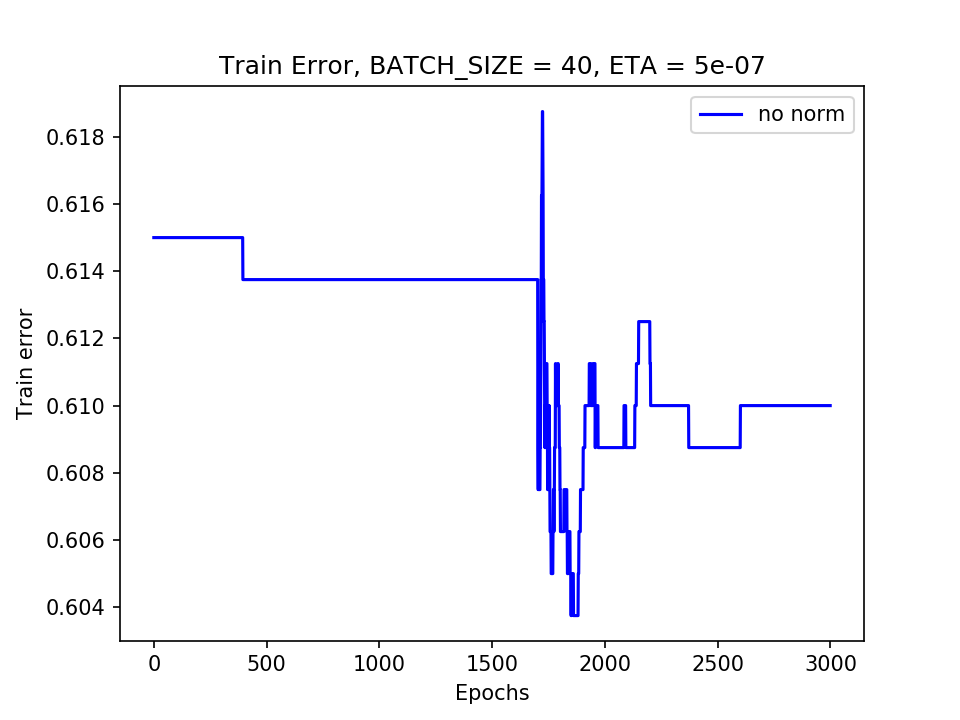 Train Error, BATCH_SIZE = 40, ETA = 5e-07
no norm
0.618
0.616
0.614
0.612
0.610
0.608
0.606
0.604
Train error
0 500 1000 1500 2000 2500 3000
Epochs